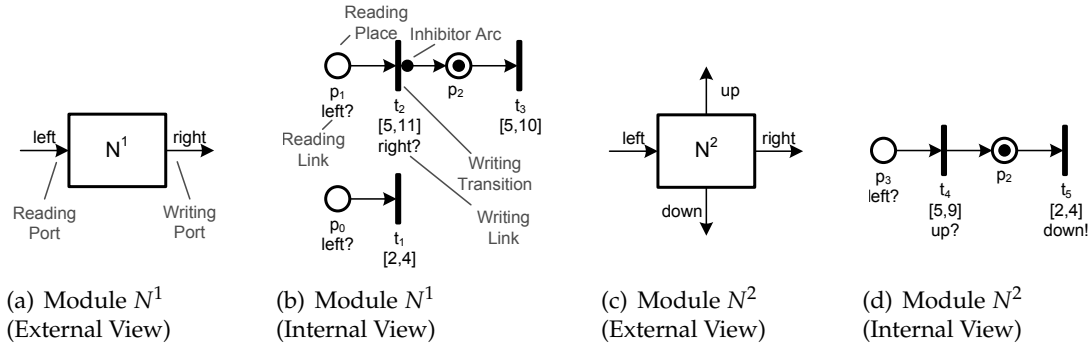 left
N1
right
Reading
Port
Writing
Port
(a) Module N1
(External View)
Reading
Place
Inhibitor Arc
p1
left?
t2
[5,11]
right?
p2
t3
[5,10]
Reading
Link
Writing
Transition
Writing
Link
p0
left?
t1
[2,4]
(b) Module N1
(Internal View)
up
left
N2
right
down
(c) Module N2
(External View)
p3
left?
t4
[5,9]
up?
p2
t5
[2,4]
down!
(d) Module N2
(Internal View)